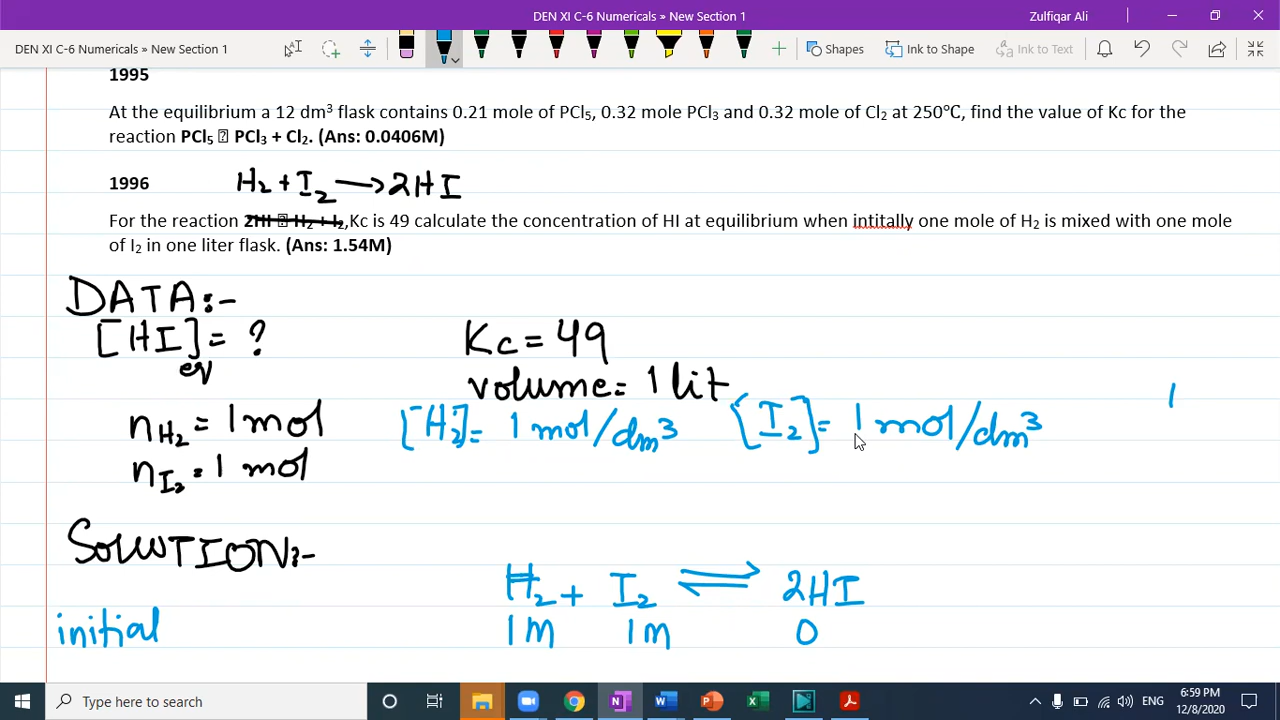 DEN XI C-6 Numericals » New Section 1
Zulfiqar Ali
DEN XI C-6 Numericals » New Section 1
Shapes
Ink to Shape
Ink to Text
1995
At the equilibrium a 12 dm³ flask contains 0.21 mole of PCl₅, 0.32 mole PCl₃ and 0.32 mole of Cl₂ at 250℃, find the value of Kc for the
reaction PCl₅ ⍰ PCl₃ + Cl₂. (Ans: 0.0406M)
1996
H₂ + I₂ → 2HI
For the reaction 2HI ⍰ H₂ + I₂,Kc is 49 calculate the concentration of HI at equilibrium when intitally one mole of H₂ is mixed with one mole
of I₂ in one liter flask. (Ans: 1.54M)
DATA:-
[HI]eq = ?
Kc = 49
volume = 1 lit
nH₂ = 1 mol
[H₂] = 1 mol/dm³
[I₂] = 1 mol/dm³
1
nI₂ = 1 mol
SOLUTION:-
H₂ + I₂ ⇌ 2HI
initial 1M 1M 0
Type here to search
ENG
6:59 PM
12/8/2020